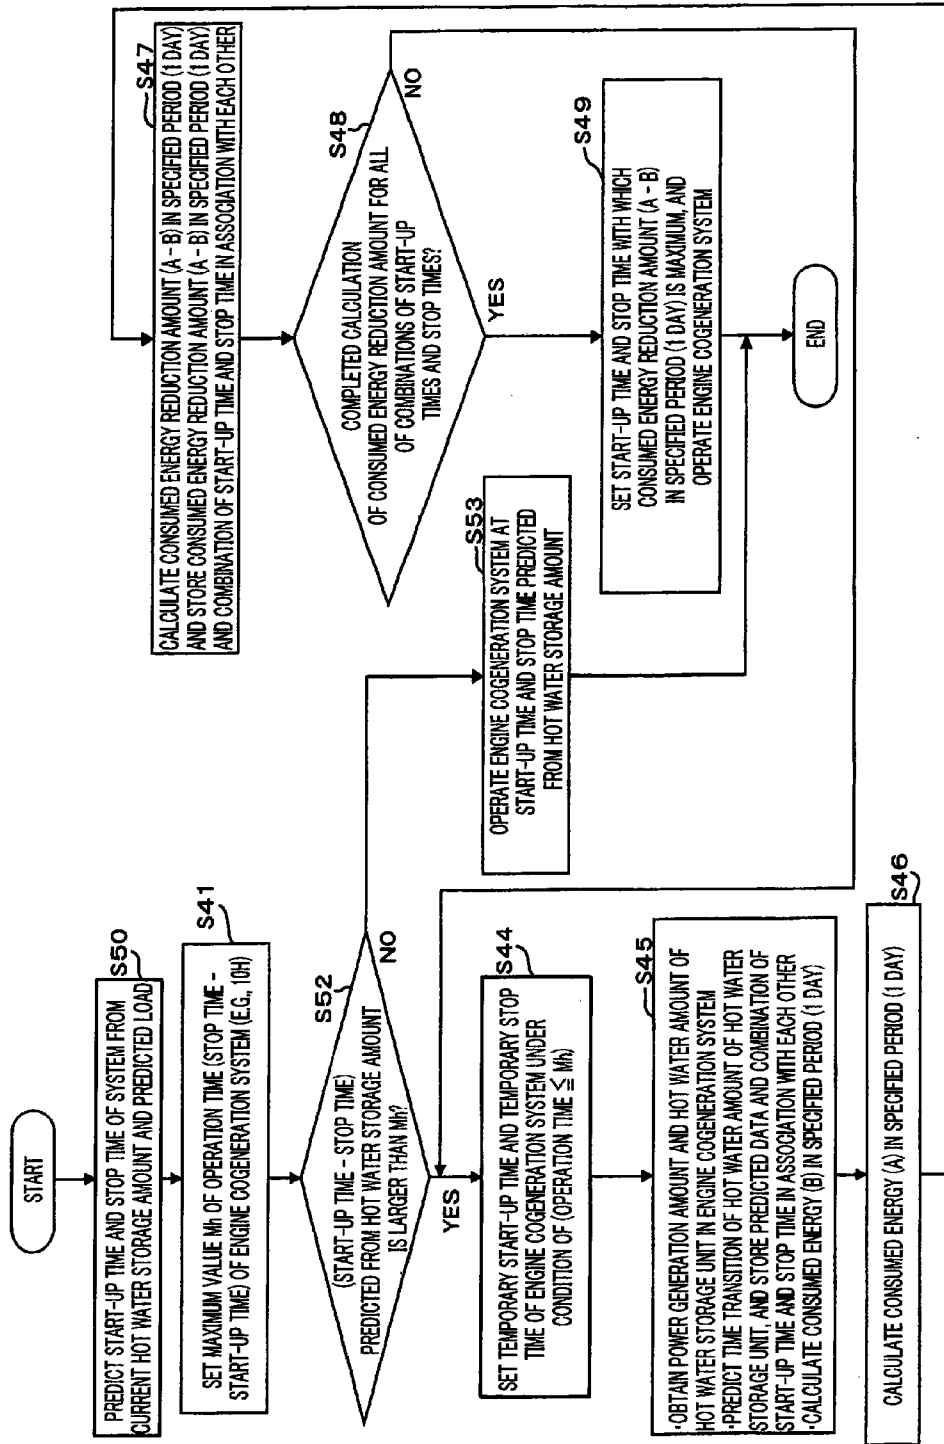 START
S50
PREDICT START-UP TIME AND STOP TIME OF SYSTEM FROM
CURRENT HOT WATER STORAGE AMOUNT AND PREDICTED LOAD
S41
SET MAXIMUM VALUE Mh OF OPERATION TIME (STOP TIME -
START-UP TIME) OF ENGINE COGENERATION SYSTEM (E.G., 10H)
S52
(START-UP TIME - STOP TIME)
PREDICTED FROM HOT WATER STORAGE AMOUNT
IS LARGER THAN Mh?
NO
YES
S44
SET TEMPORARY START-UP TIME AND TEMPORARY STOP
TIME OF ENGINE COGENERATION SYSTEM UNDER
CONDITION OF (OPERATION TIME ≦ Mh)
S45
·OBTAIN POWER GENERATION AMOUNT AND HOT WATER AMOUNT OF
HOT WATER STORAGE UNIT IN ENGINE COGENERATION SYSTEM
·PREDICT TIME TRANSITION OF HOT WATER AMOUNT OF HOT WATER
STORAGE UNIT, AND STORE PREDICTED DATA AND COMBINATION OF
START-UP TIME AND STOP TIME IN ASSOCIATION WITH EACH OTHER
·CALCULATE CONSUMED ENERGY (B) IN SPECIFIED PERIOD (1 DAY)
S46
CALCULATE CONSUMED ENERGY (A) IN SPECIFIED PERIOD (1 DAY)
S47
CALCULATE CONSUMED ENERGY REDUCTION AMOUNT (A - B) IN SPECIFIED PERIOD (1 DAY)
AND STORE CONSUMED ENERGY REDUCTION AMOUNT (A - B) IN SPECIFIED PERIOD (1 DAY)
AND COMBINATION OF START-UP TIME AND STOP TIME IN ASSOCIATION WITH EACH OTHER
S48
COMPLETED CALCULATION
OF CONSUMED ENERGY REDUCTION AMOUNT FOR ALL
OF COMBINATIONS OF START-UP
TIMES AND STOP TIMES?
NO
YES
S53
OPERATE ENGINE COGENERATION SYSTEM AT
START-UP TIME AND STOP TIME PREDICTED
FROM HOT WATER STORAGE AMOUNT
S49
SET START-UP TIME AND STOP TIME WITH WHICH
CONSUMED ENERGY REDUCTION AMOUNT (A - B)
IN SPECIFIED PERIOD (1 DAY) IS MAXIMUM, AND
OPERATE ENGINE COGENERATION SYSTEM
END